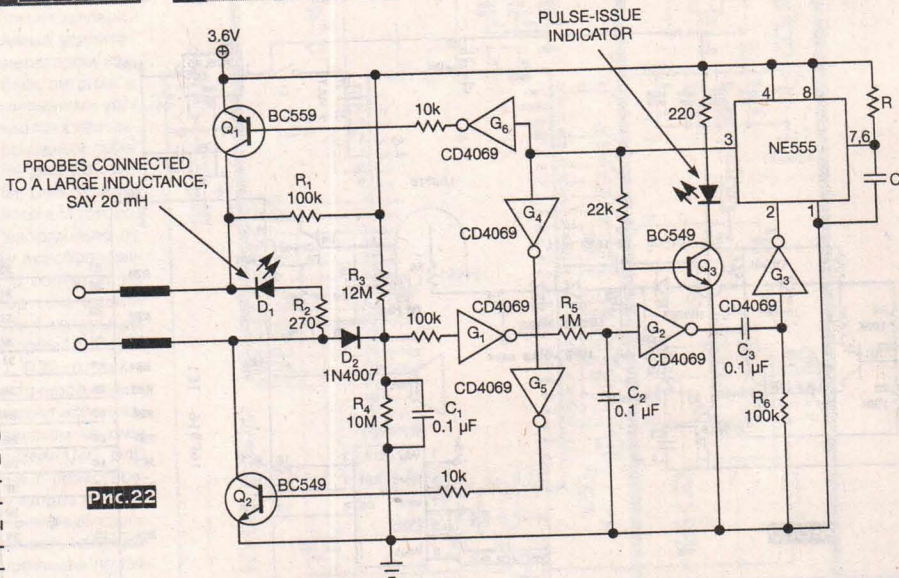 PULSE-ISSUE
INDICATOR
3.6V
Q1
BC559
10k
G6
CD4069
220
4
8
3
NE555
7,6
R
C
2
1
PROBES CONNECTED
TO A LARGE INDUCTANCE,
SAY 20 mH
R1
100k
G4
CD4069
22k
BC549
Q3
G3
CD4069
D1
R2
270
R3
12M
D2
1N4007
100k
G1
CD4069
R5
1M
G2
CD4069
C3
0.1 µF
R4
10M
C1
0.1 µF
CD4069
G5
C2
0.1 µF
R6
100k
Рис.22
Q2
BC549
10k